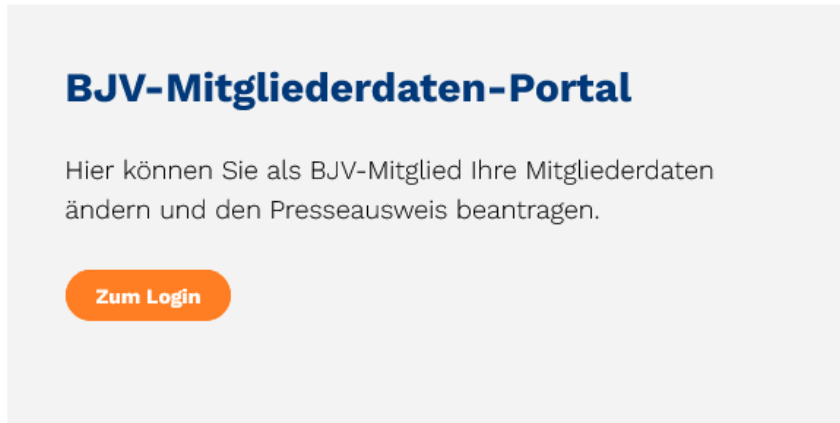 BJV-Mitgliederdaten-Portal
Hier können Sie als BJV-Mitglied Ihre Mitgliederdaten
ändern und den Presseausweis beantragen.
Zum Login